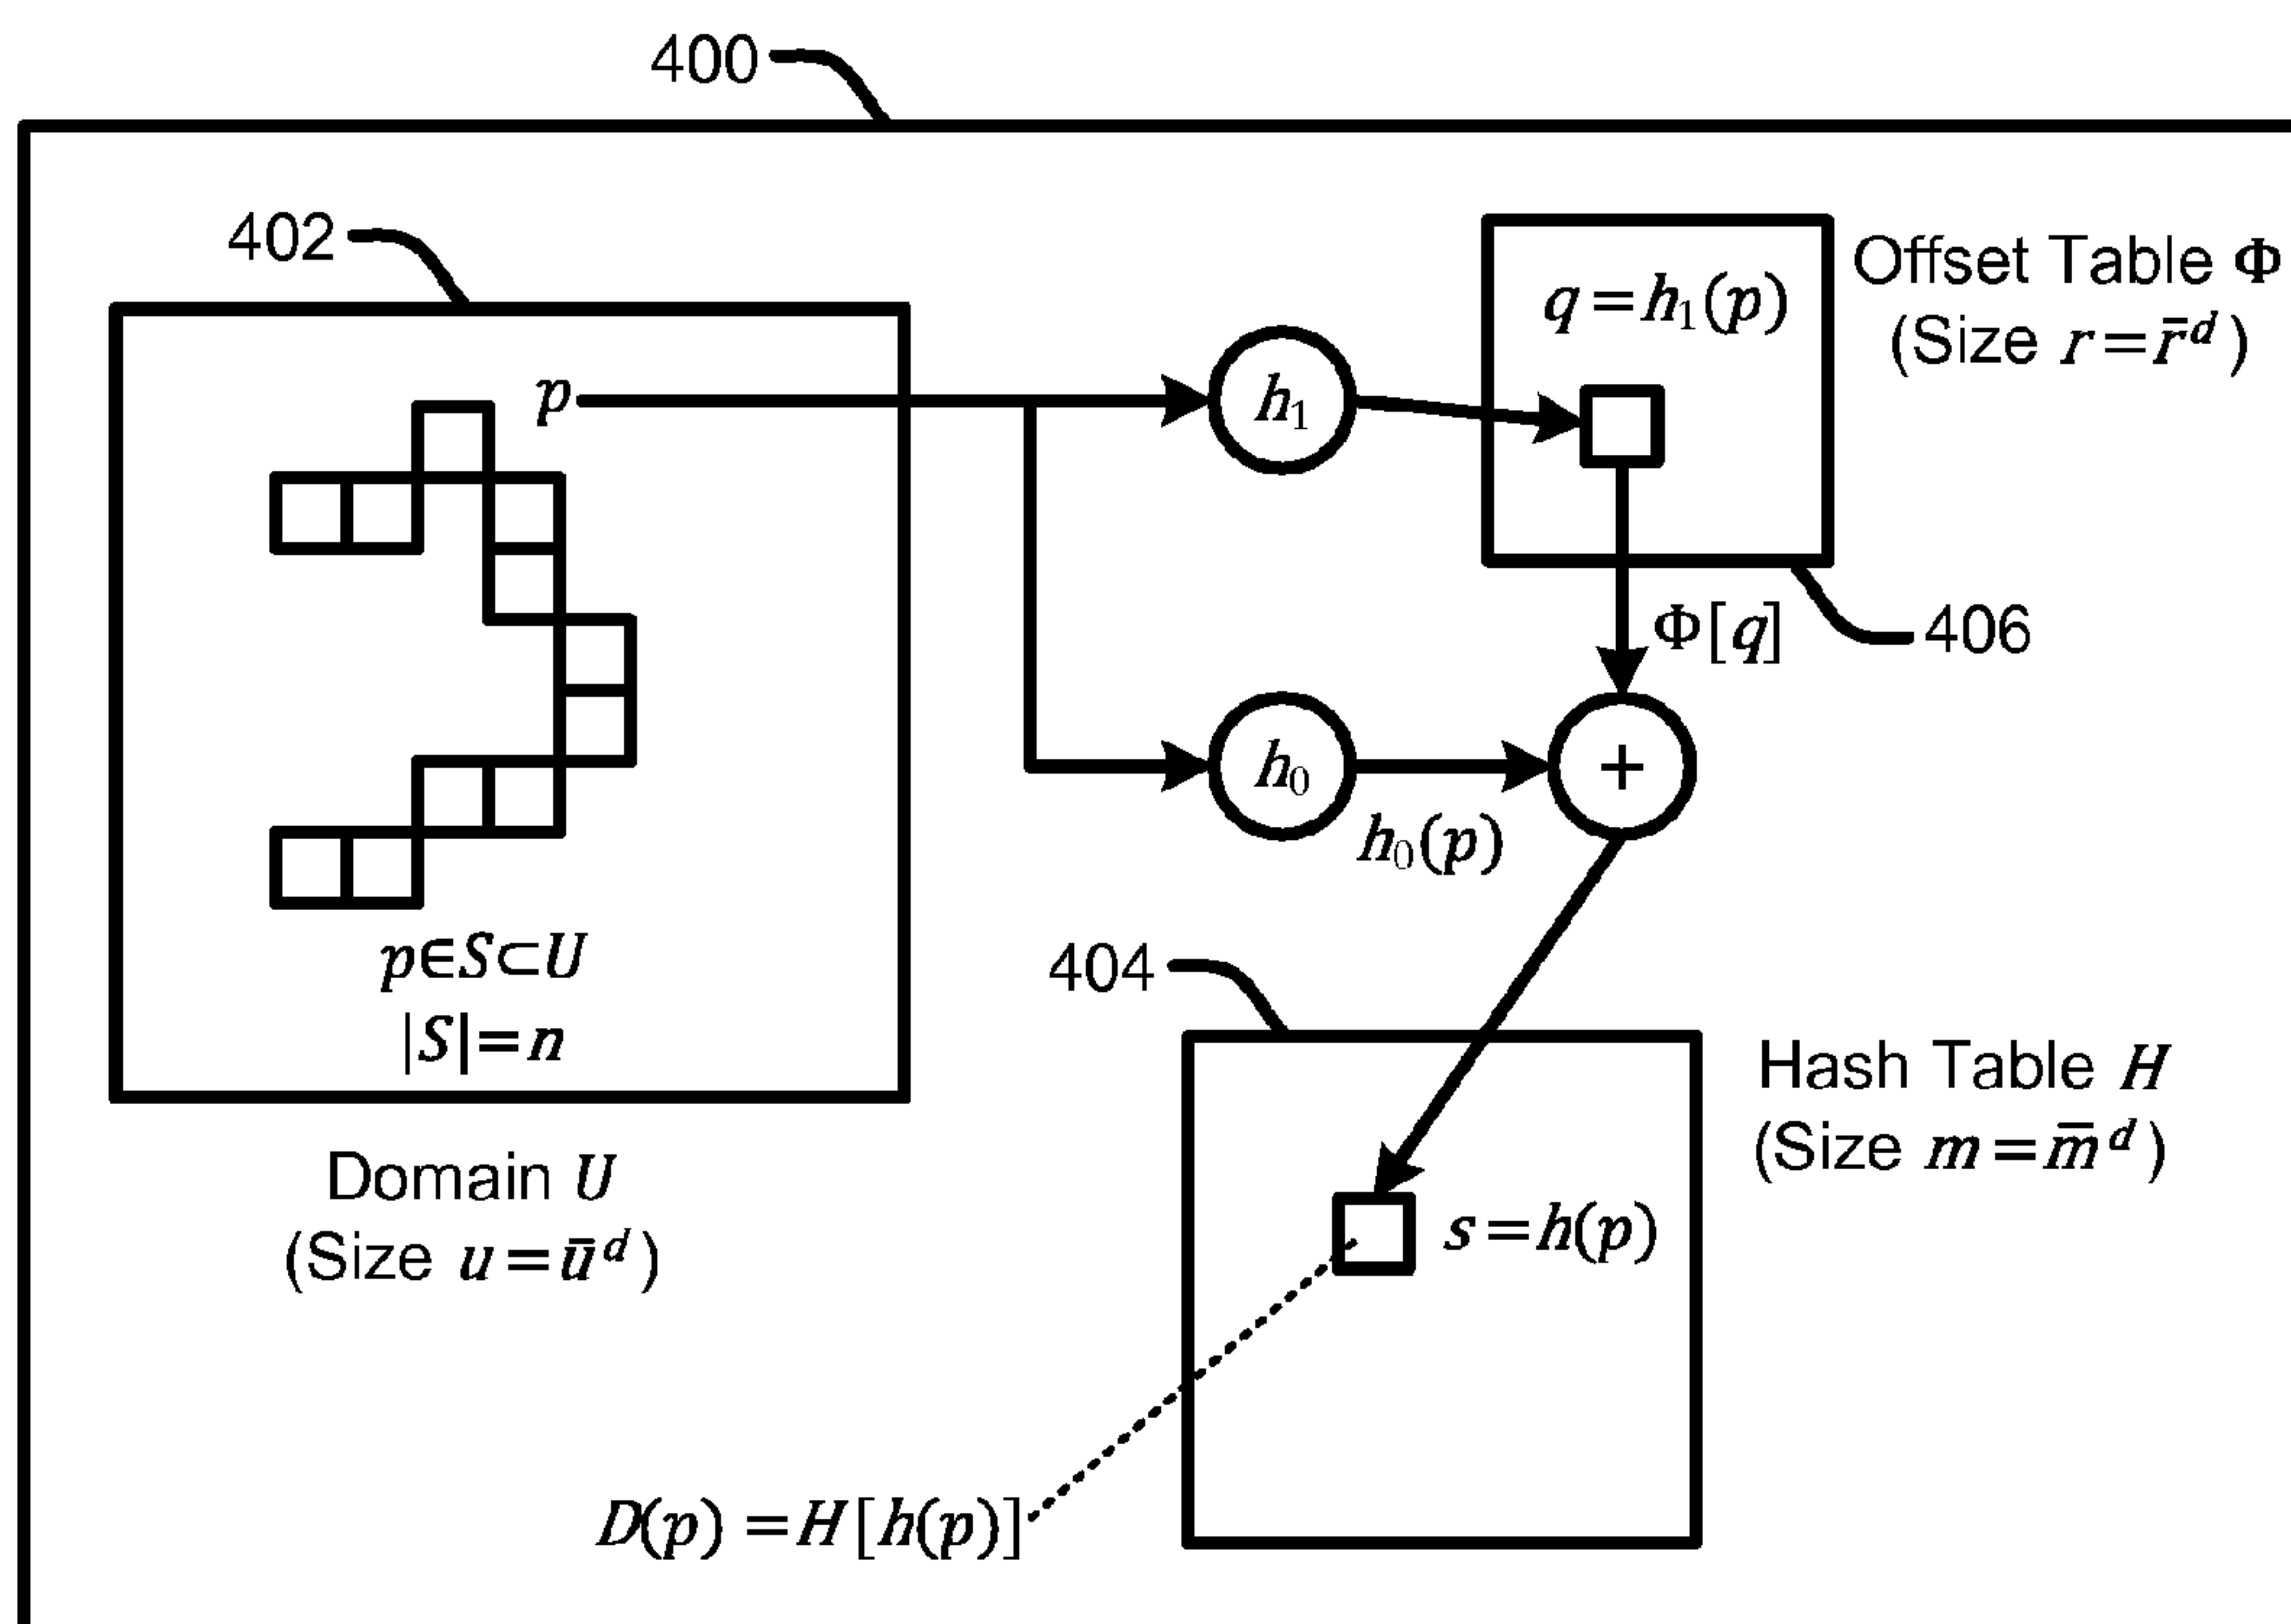 400
402
Offset Table Φ
(Size r=r̄ᵈ)
q=h₁(p)
p
h₁
Φ[q]
406
h₀
+
h₀(p)
p∈S⊂U
|S|=n
404
Domain U
(Size u=ūᵈ)
Hash Table H
(Size m=m̄ᵈ)
s=h(p)
D(p)=H[h(p)]